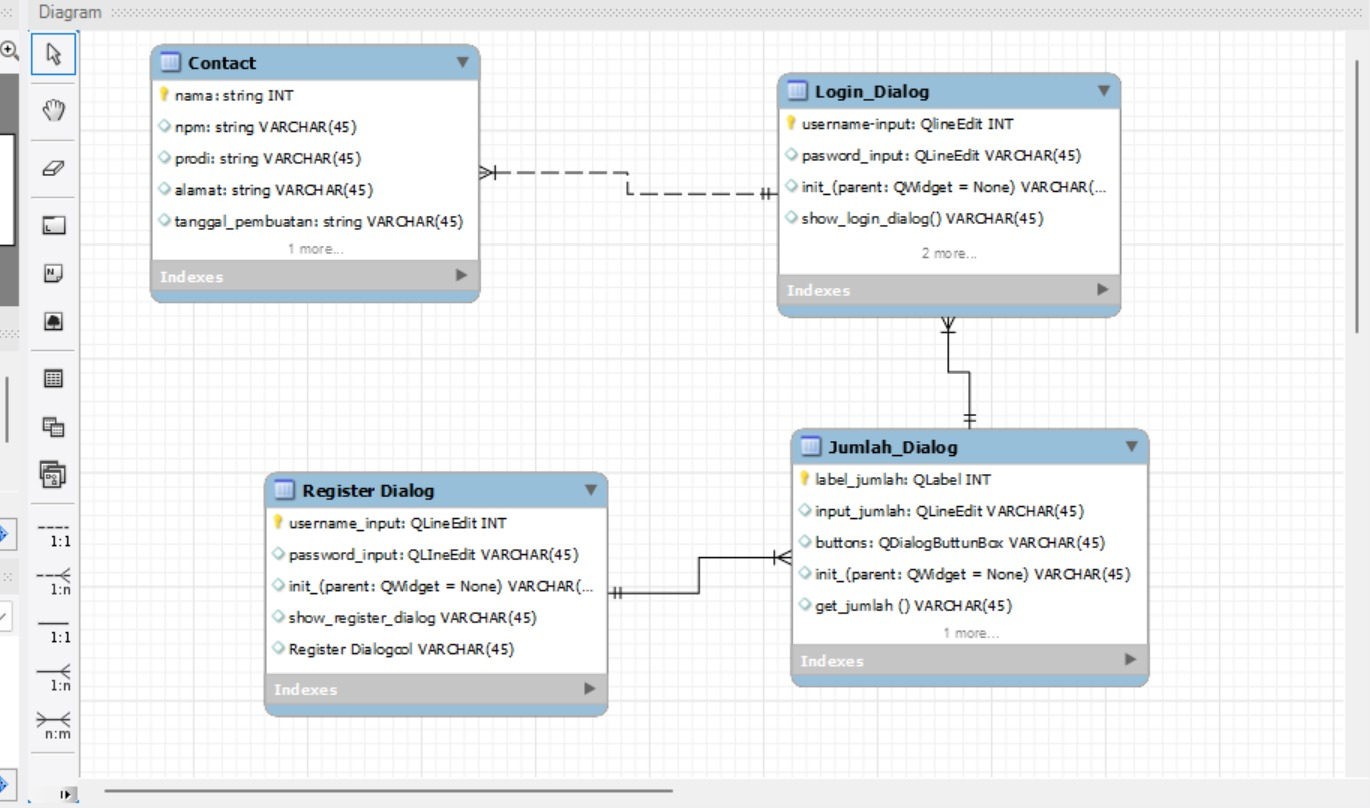 Diagram
Contact
nama: string INT
npm: string VARCHAR(45)
prodi: string VARCHAR(45)
alamat: string VARCHAR(45)
tanggal_pembuatan: string VARCHAR(45)
1 more...
Indexes
Login_Dialog
username-input: QlineEdit INT
pasword_input: QLineEdit VARCHAR(45)
init_(parent: QWidget = None) VARCHAR(...
show_login_dialog() VARCHAR(45)
2 more...
Indexes
Register Dialog
username_input: QLineEdit INT
password_input: QLIneEdit VARCHAR(45)
init_(parent: QWidget = None) VARCHAR(...
show_register_dialog VARCHAR(45)
Register Dialogcol VARCHAR(45)
Indexes
Jumlah_Dialog
label_jumlah: QLabel INT
input_jumlah: QLineEdit VARCHAR(45)
buttons: QDialogButtunBox VARCHAR(45)
init_(parent: QWidget = None) VARCHAR(45)
get_jumlah () VARCHAR(45)
1 more...
Indexes
1:1
1:n
1:1
1:n
n:m